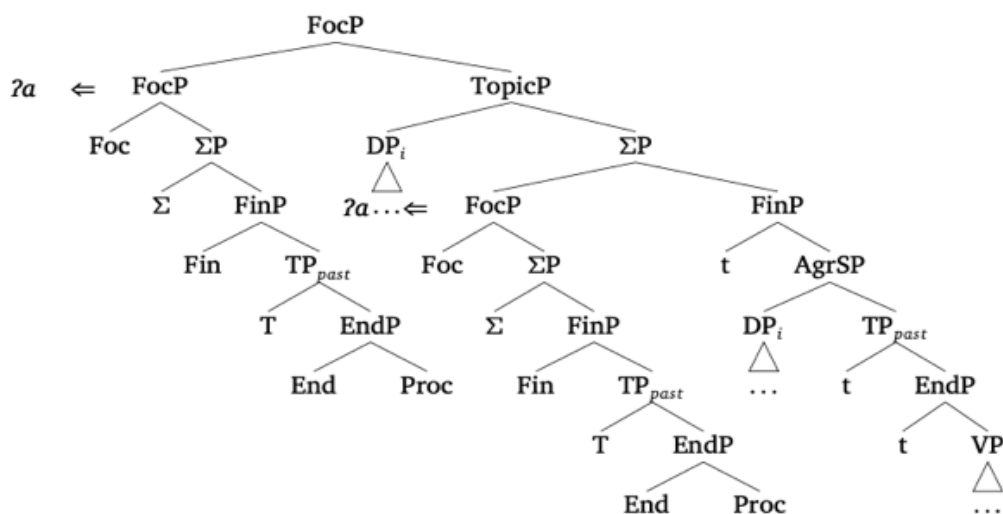 FocP
ʔa ⇐ FocP TopicP
Foc ΣP DPᵢ ΣP
Σ FinP ʔa ... ⇐ FocP FinP
Fin TPpast Foc ΣP t AgrSP
T EndP Σ FinP DPᵢ TPpast
End Proc Fin TPpast ... t EndP
T EndP t VP
End Proc ...